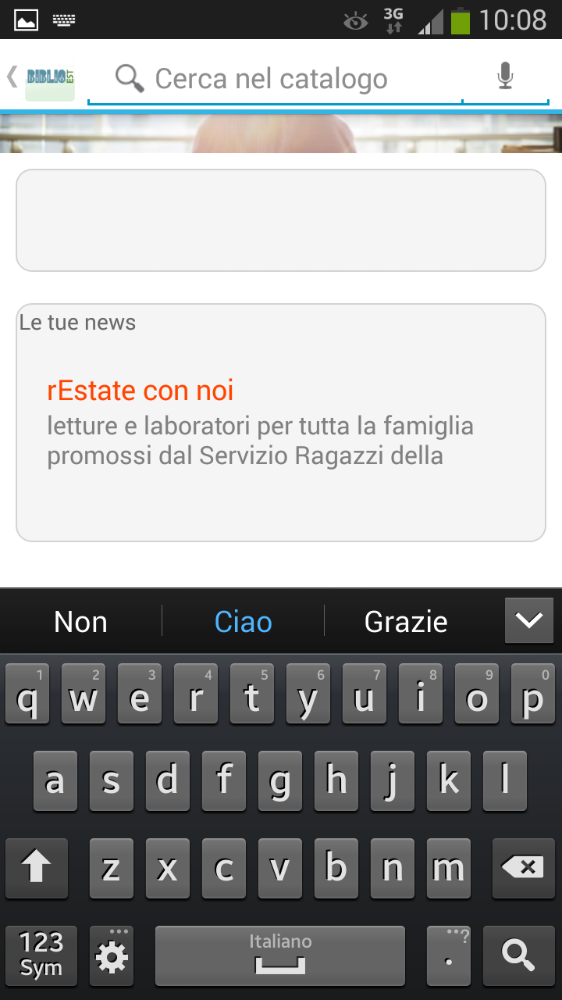 3G 10:08
BIBLIO EST Cerca nel catalogo
Le tue news
rEstate con noi
letture e laboratori per tutta la famiglia
promossi dal Servizio Ragazzi della
Non Ciao Grazie
1 2 3 4 5 6 7 8 9 0
q w e r t y u i o p
a s d f g h j k l
z x c v b n m
123 Italiano ... ..?
Sym .